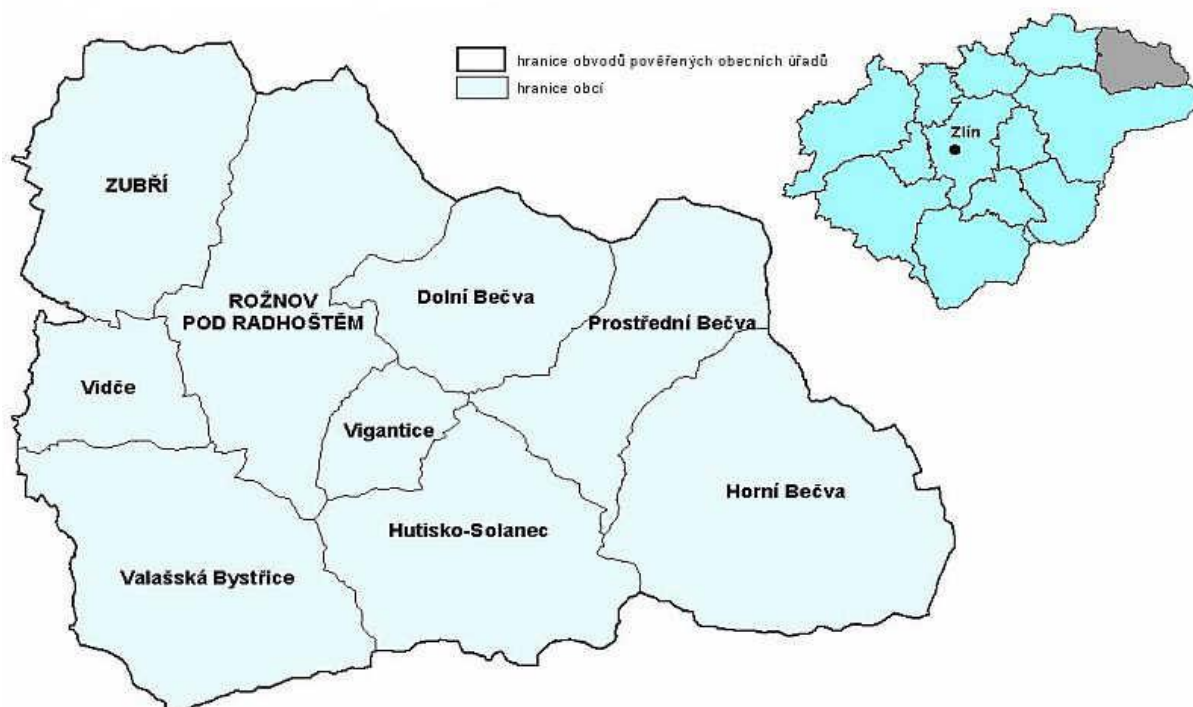 hranice obvodů pověřených obecních úřadů
hranice obcí
Zlín
ZUBŘÍ
ROŽNOV
POD RADHOŠTĚM
Dolní Bečva
Prostřední Bečva
Vidče
Vigantice
Horní Bečva
Hutisko-Solanec
Valašská Bystřice